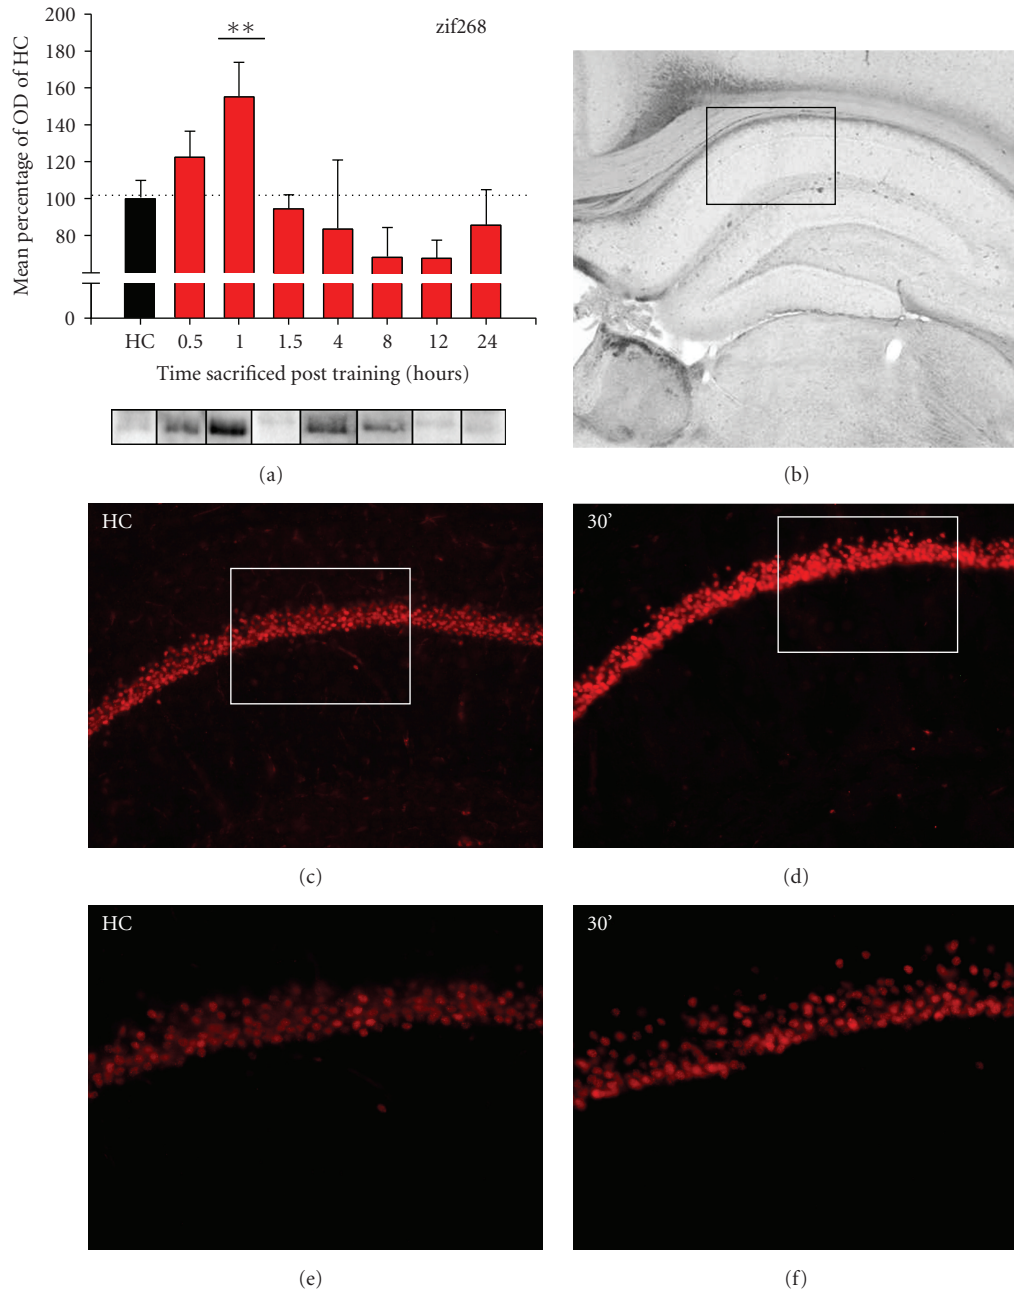 zif268
**
Mean percentage of OD of HC
200
180
160
140
120
100
80
0
HC 0.5 1 1.5 4 8 12 24
Time sacrificed post training (hours)
(a)
(b)
HC
30’
(c)
(d)
HC
30’
(e)
(f)